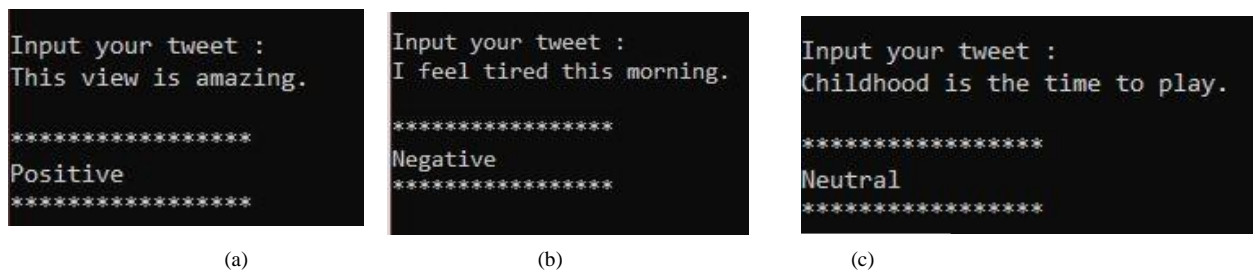 Input your tweet :
This view is amazing.
*****************
Positive
*****************
(a)
Input your tweet :
I feel tired this morning.
*****************
Negative
*****************
(b)
Input your tweet :
Childhood is the time to play.
*****************
Neutral
*****************
(c)